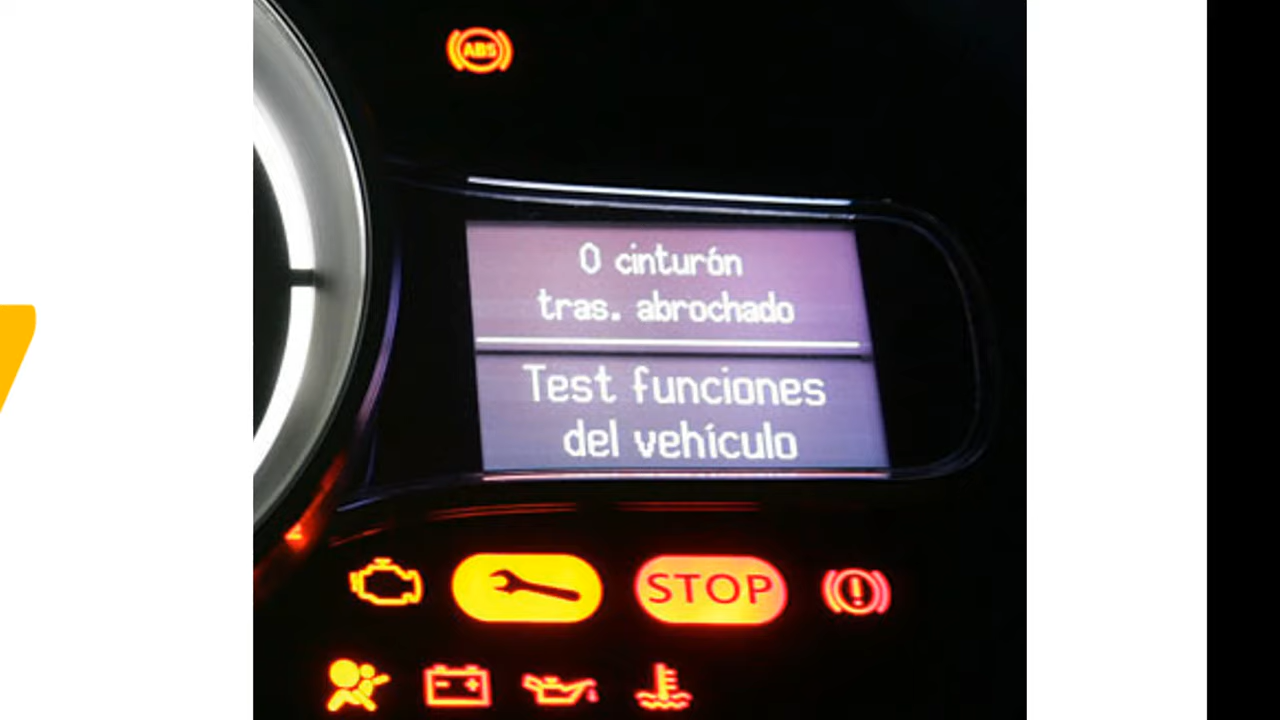 ABS
0 cinturón
tras. abrochado
Test funciones
del vehículo
STOP